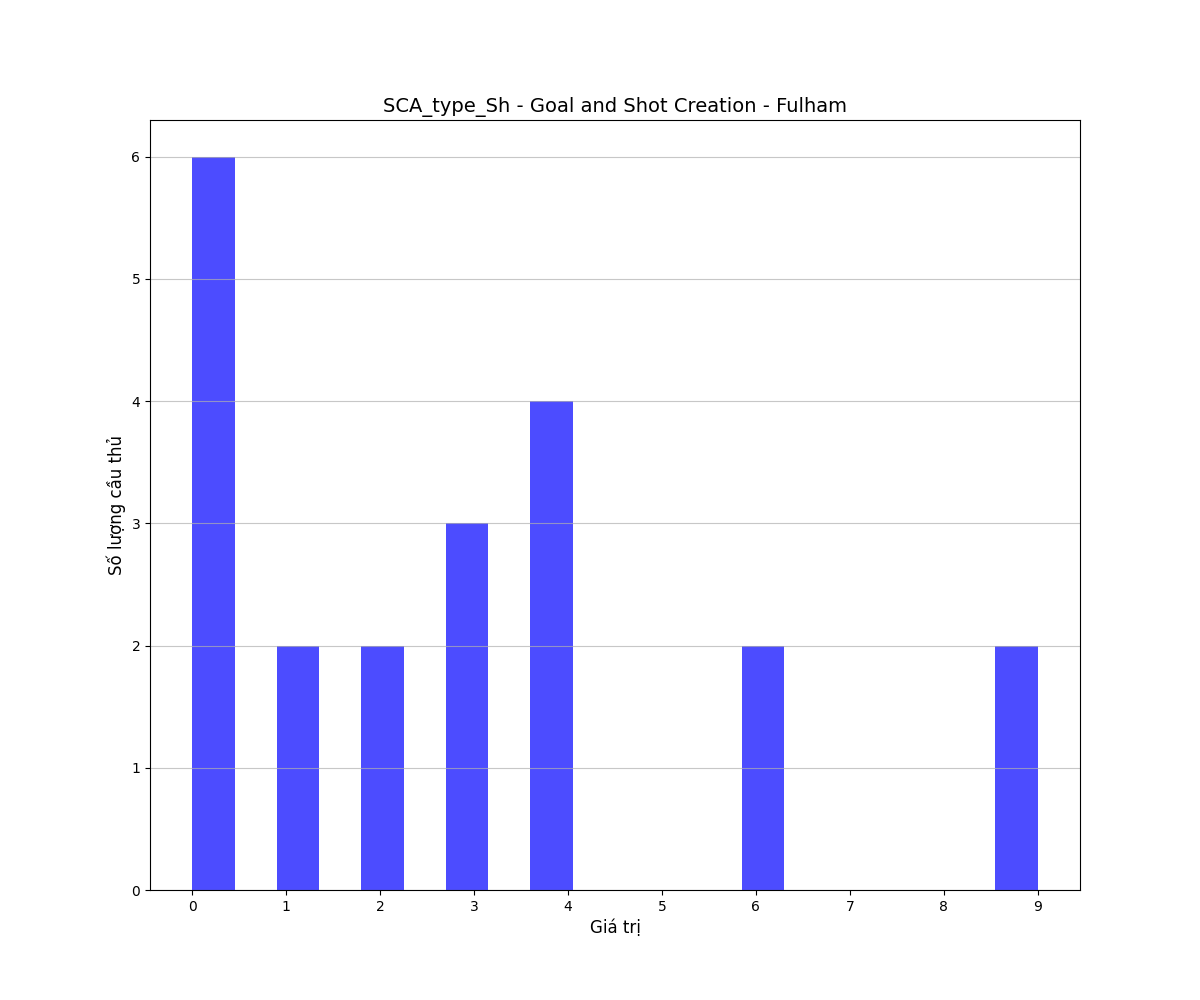 SCA_type_Sh - Goal and Shot Creation - Fulham
6
5
4
3
2
1
0
Số lượng cầu thủ
0 1 2 3 4 5 6 7 8 9
Giá trị